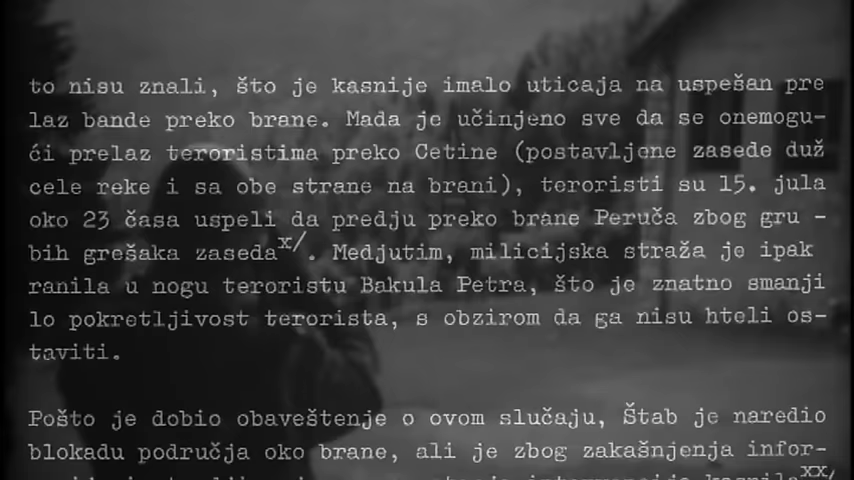 to nisu znali, što je kasnije imalo uticaja na uspešan pre
laz bande preko brane. Mada je učinjeno sve da se onemogu-
ći prelaz teroristima preko Cetine (postavljene zasede duž
cele reke i sa obe strane na brani), teroristi su 15. jula
oko 23 časa uspeli da predju preko brane Peruča zbog gru -
bih grešaka zaseda x/. Medjutim, milicijska straža je ipak
ranila u nogu teroristu Bakula Petra, što je znatno smanji
lo pokretljivost terorista, s obzirom da ga nisu hteli os-
taviti.
Pošto je dobio obaveštenje o ovom slučaju, Štab je naredio
blokadu područja oko brane, ali je zbog zakašnjenja infor-
kasnila xx/